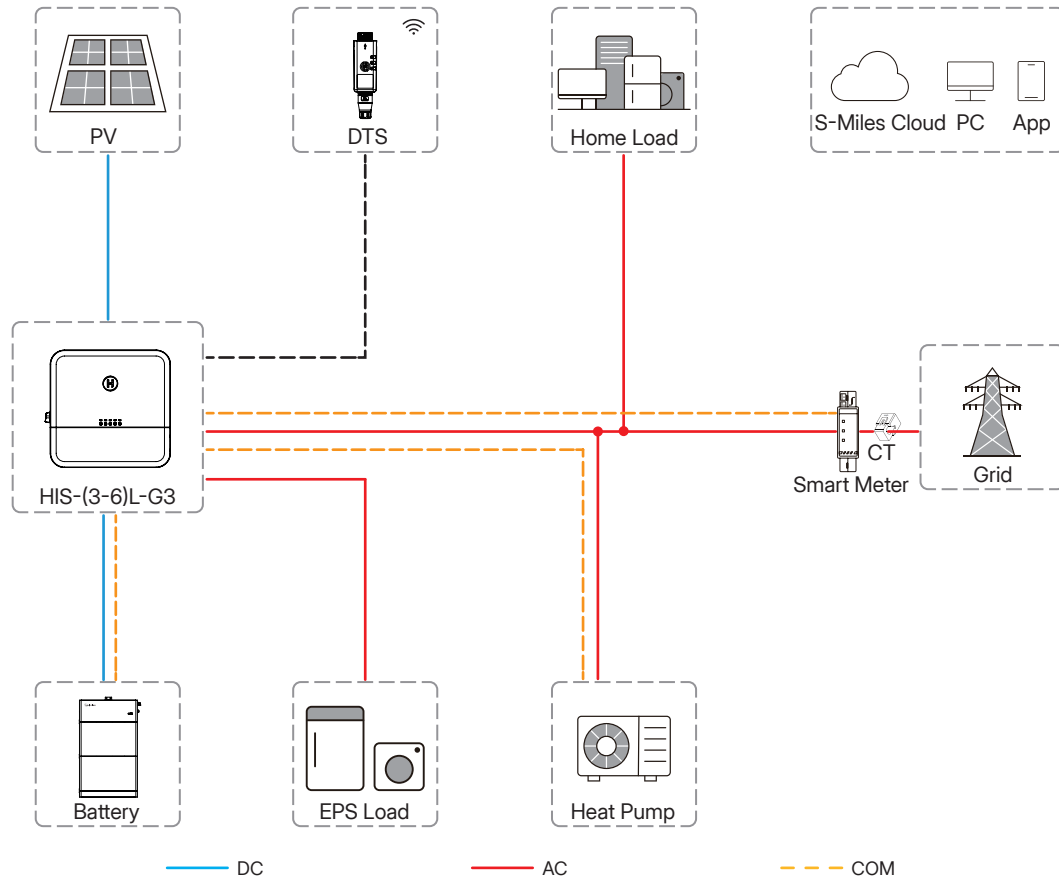 PV
DTS
Home Load
S-Miles Cloud PC App
H
HIS-(3-6)L-G3
CT
Smart Meter
Grid
Battery
EPS Load
Heat Pump
DC
AC
COM